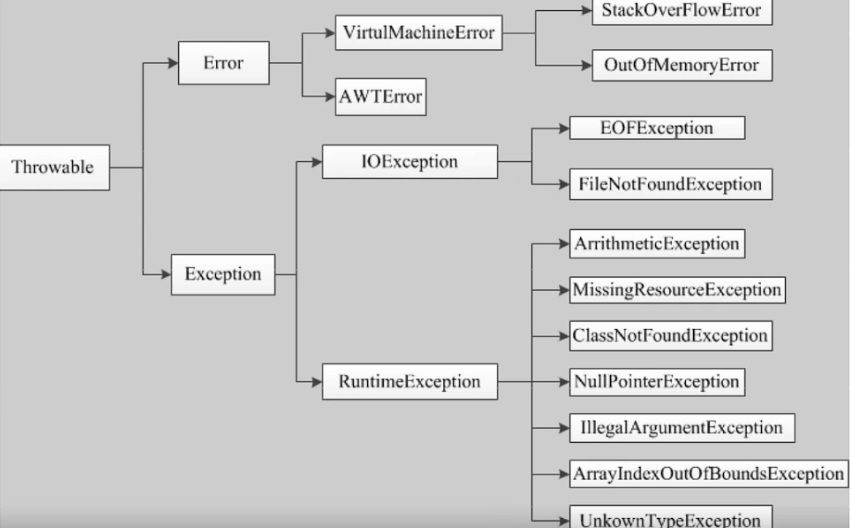 StackOverFlowError
VirtulMachineError
Error
OutOfMemoryError
AWTError
EOFException
IOException
Throwable
FileNotFoundException
ArrithmeticException
Exception
MissingResourceException
ClassNotFoundException
RuntimeException
NullPointerException
IllegalArgumentException
ArrayIndexOutOfBoundsException
UnkownTypeException